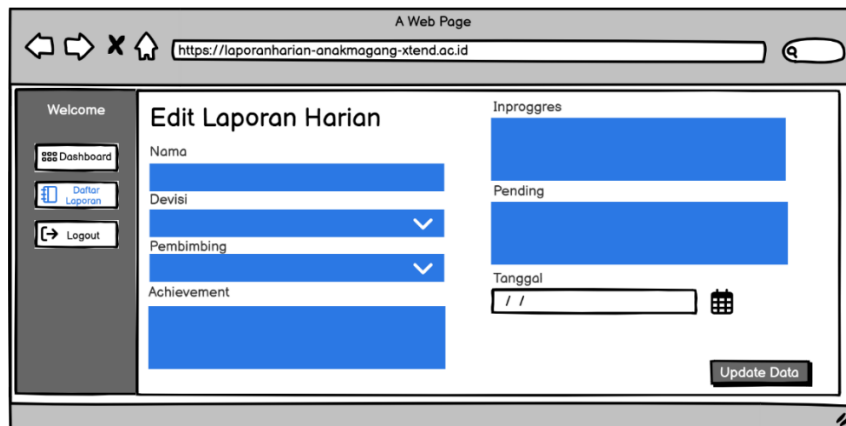 A Web Page
https://laporanharian-anakmagang-xtend.ac.id
Welcome
Dashboard
Daftar
Laporan
Logout
Edit Laporan Harian
Nama
Devisi
Pembimbing
Achievement
Inproggres
Pending
Tanggal
/ /
Update Data